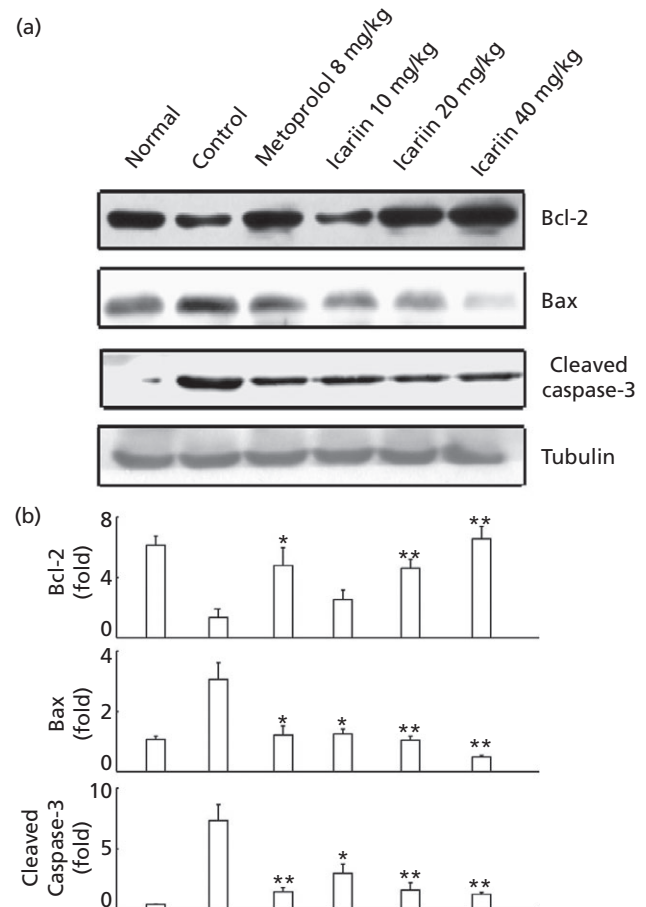 (a)
Normal
Control
Metoprolol 8 mg/kg
Icariin 10 mg/kg
Icariin 20 mg/kg
Icariin 40 mg/kg
Bcl-2
Bax
Cleaved
caspase-3
Tubulin
(b)
Bcl-2
(fold)
8
4
0
*
**
**
Bax
(fold)
4
2
0
*
*
**
**
Cleaved
Caspase-3
(fold)
10
5
0
**
*
**
**